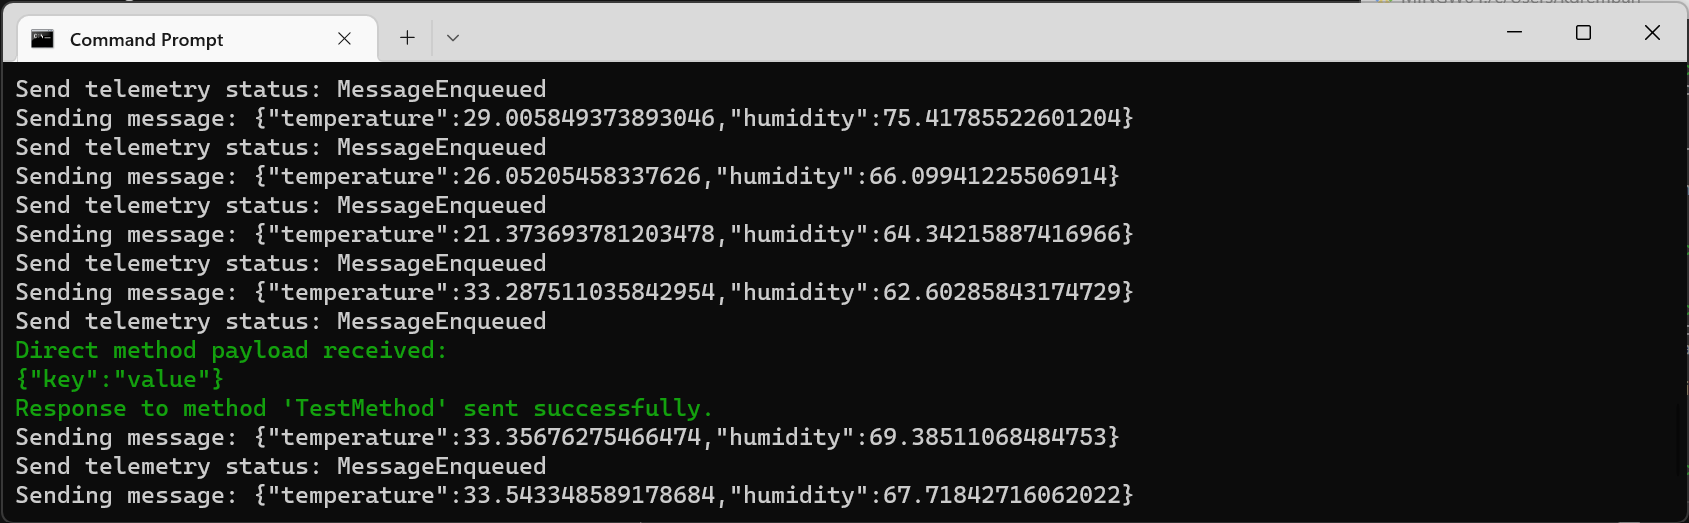 Command Prompt
Send telemetry status: MessageEnqueued
Sending message: {"temperature":29.005849373893046,"humidity":75.41785522601204}
Send telemetry status: MessageEnqueued
Sending message: {"temperature":26.05205458337626,"humidity":66.09941225506914}
Send telemetry status: MessageEnqueued
Sending message: {"temperature":21.373693781203478,"humidity":64.34215887416966}
Send telemetry status: MessageEnqueued
Sending message: {"temperature":33.287511035842954,"humidity":62.60285843174729}
Send telemetry status: MessageEnqueued
Direct method payload received:
{"key":"value"}
Response to method 'TestMethod' sent successfully.
Sending message: {"temperature":33.35676275466474,"humidity":69.38511068484753}
Send telemetry status: MessageEnqueued
Sending message: {"temperature":33.543348589178684,"humidity":67.71842716062022}